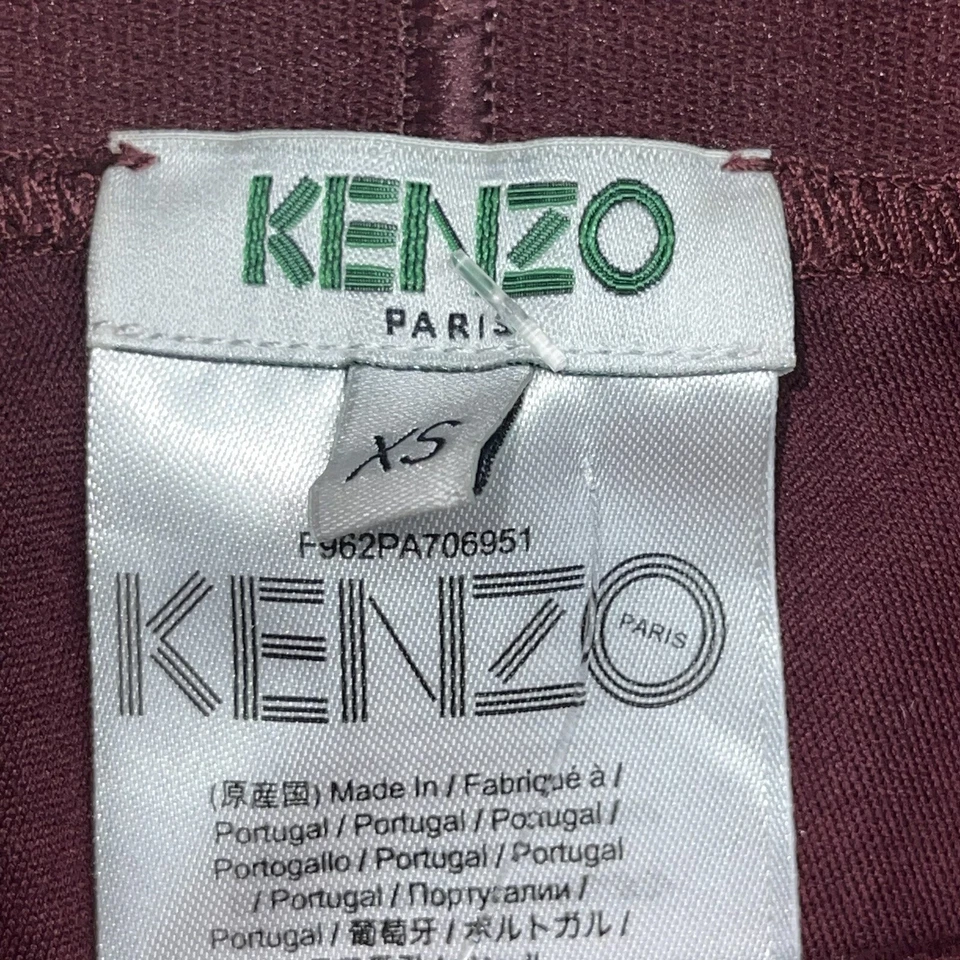 KENZO
PARIS
XS
F962PA706951
KENZO
PARIS
(原産国) Made In / Fabriqué à /
Portugal / Portugal / Portugal /
Portogallo / Portugal / Portugal
/ Portugal / Португалии /
Portugal / 葡萄牙 / ポルトガル /